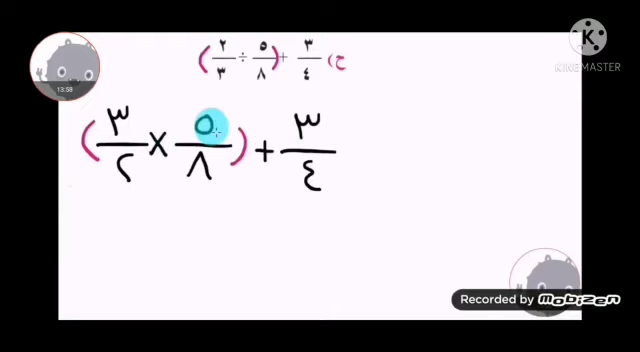 ج) ٣/٤ + (٥/٨ ÷ ٢/٣)
KINEMASTER
13:58
٣/٤ + (٥/٨ × ٣/٢)
Recorded by mobizen